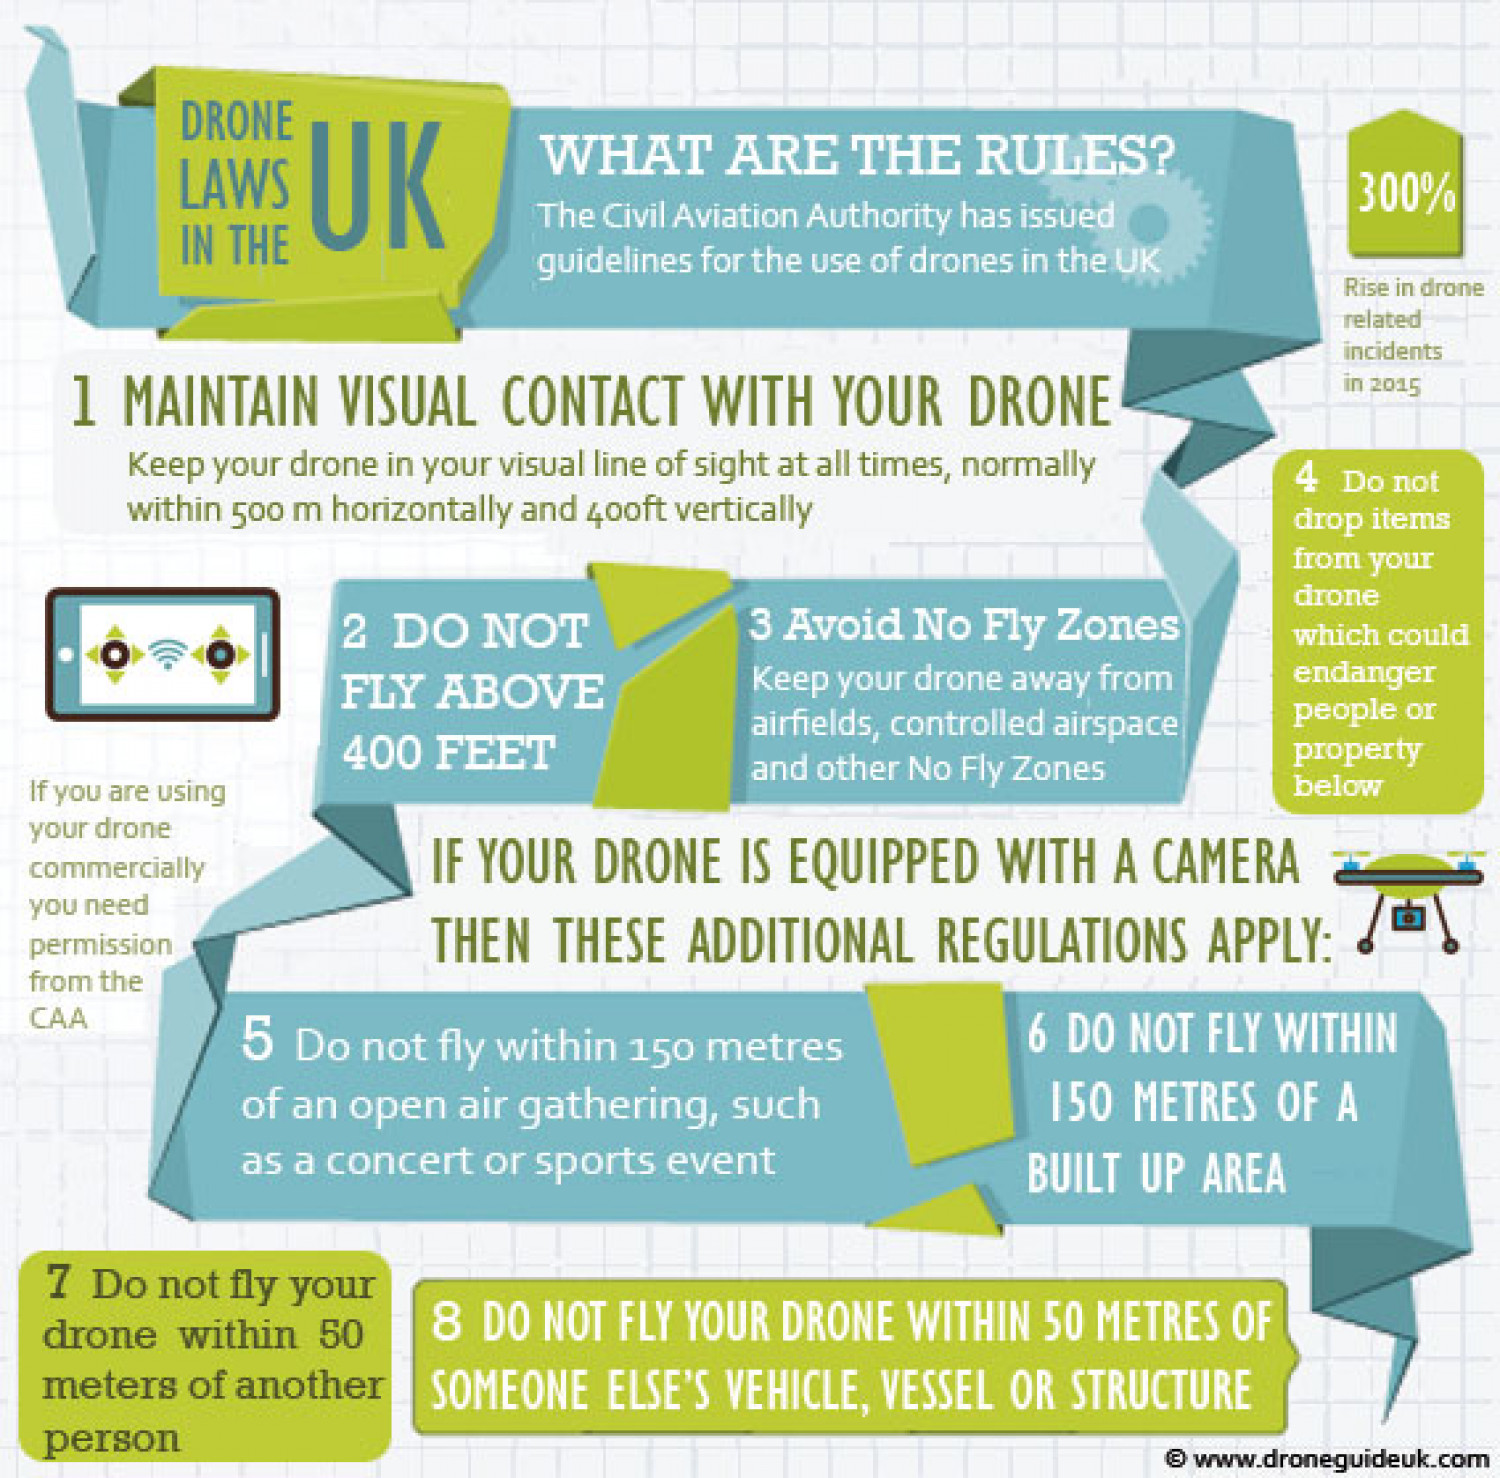 DRONE
LAWS
IN THE
UK
WHAT ARE THE RULES?
The Civil Aviation Authority has issued
guidelines for the use of drones in the UK
300%
Rise in drone
related
incidents
in 2015
1 MAINTAIN VISUAL CONTACT WITH YOUR DRONE
Keep your drone in your visual line of sight at all times, normally
within 500 m horizontally and 400ft vertically
2 DO NOT
FLY ABOVE
400 FEET
3 Avoid No Fly Zones
Keep your drone away from
airfields, controlled airspace
and other No Fly Zones
4 Do not
drop items
from your
drone
which could
endanger
people or
property
below
If you are using
your drone
commercially
you need
permission
from the
CAA
IF YOUR DRONE IS EQUIPPED WITH A CAMERA
THEN THESE ADDITIONAL REGULATIONS APPLY:
5 Do not fly within 150 metres
of an open air gathering, such
as a concert or sports event
6 DO NOT FLY WITHIN
150 METRES OF A
BUILT UP AREA
7 Do not fly your
drone within 50
meters of another
person
8 DO NOT FLY YOUR DRONE WITHIN 50 METRES OF
SOMEONE ELSE'S VEHICLE, VESSEL OR STRUCTURE
© www.droneguideuk.com